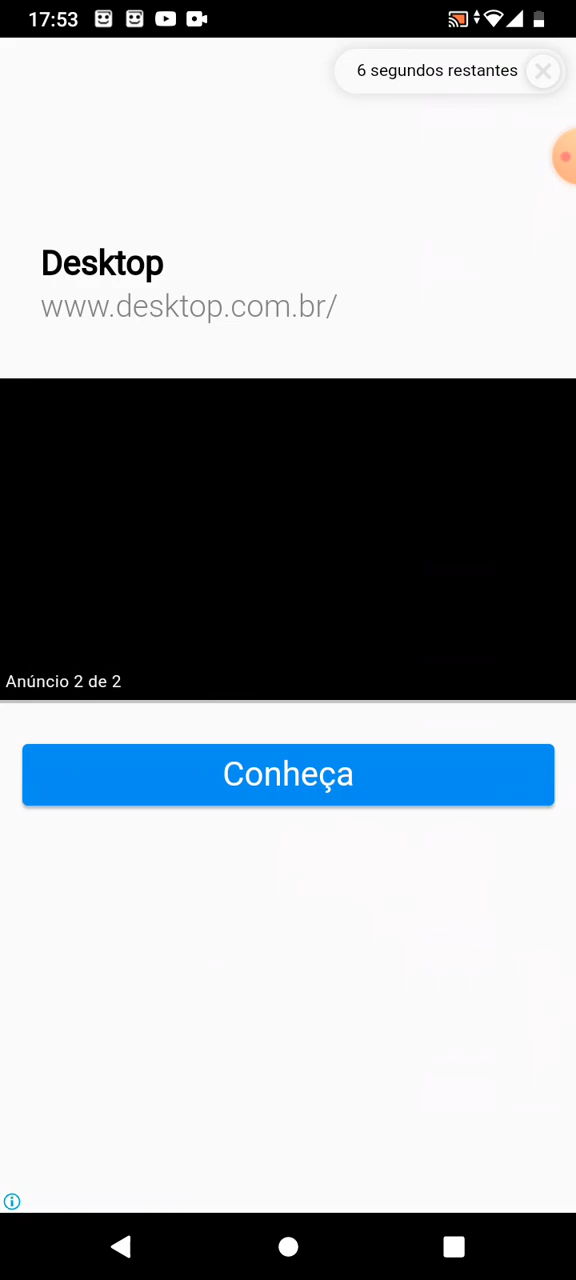 17:53
6 segundos restantes
Desktop
www.desktop.com.br/
Anúncio 2 de 2
Conheça